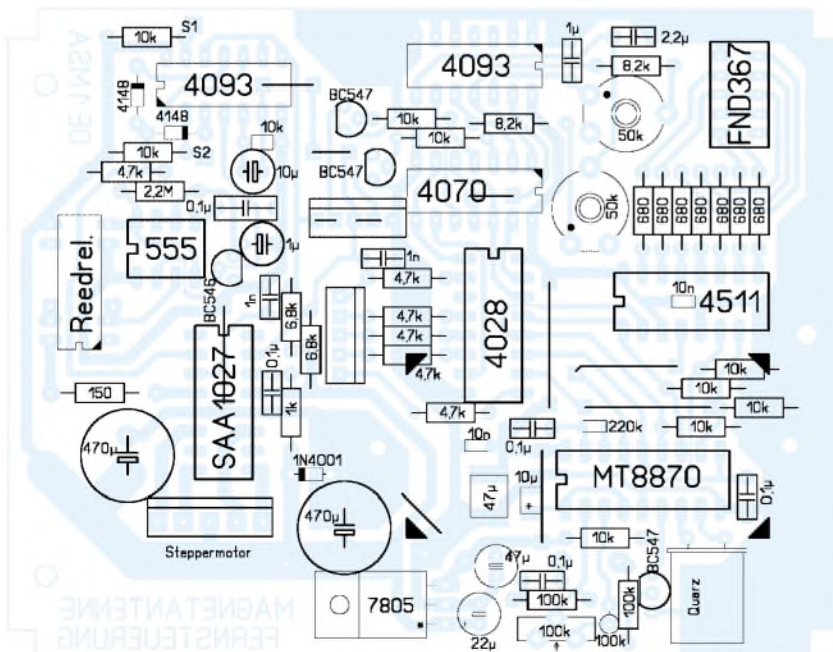 10k
S1
4148
4093
4148
10k
S2
4.7k
2,2M
10k
10µ
0,1µ
BC547
BC547
10k
10k
4093
8,2k
1µ
2,2µ
8,2k
50k
FND367
4070
50k
680
680
680
680
680
680
680
Reedrel.
555
1µ
BC546
1n
6,8k
6,8k
1n
4,7k
4,7k
4,7k
4,7k
4028
10n
4511
150
SAA1027
0,1µ
1k
4,7k
10n
0,1µ
10k
10k
10k
10k
220k
470µ
1N4001
470µ
47µ
10µ
+
MT8870
0,1µ
Steppermotor
10k
BC547
Quarz
7805
47µ
0,1µ
100k
100k
100k
100k
22µ
DE MY ASM
MAGNETANTENNE
FERNSTEUERUNG